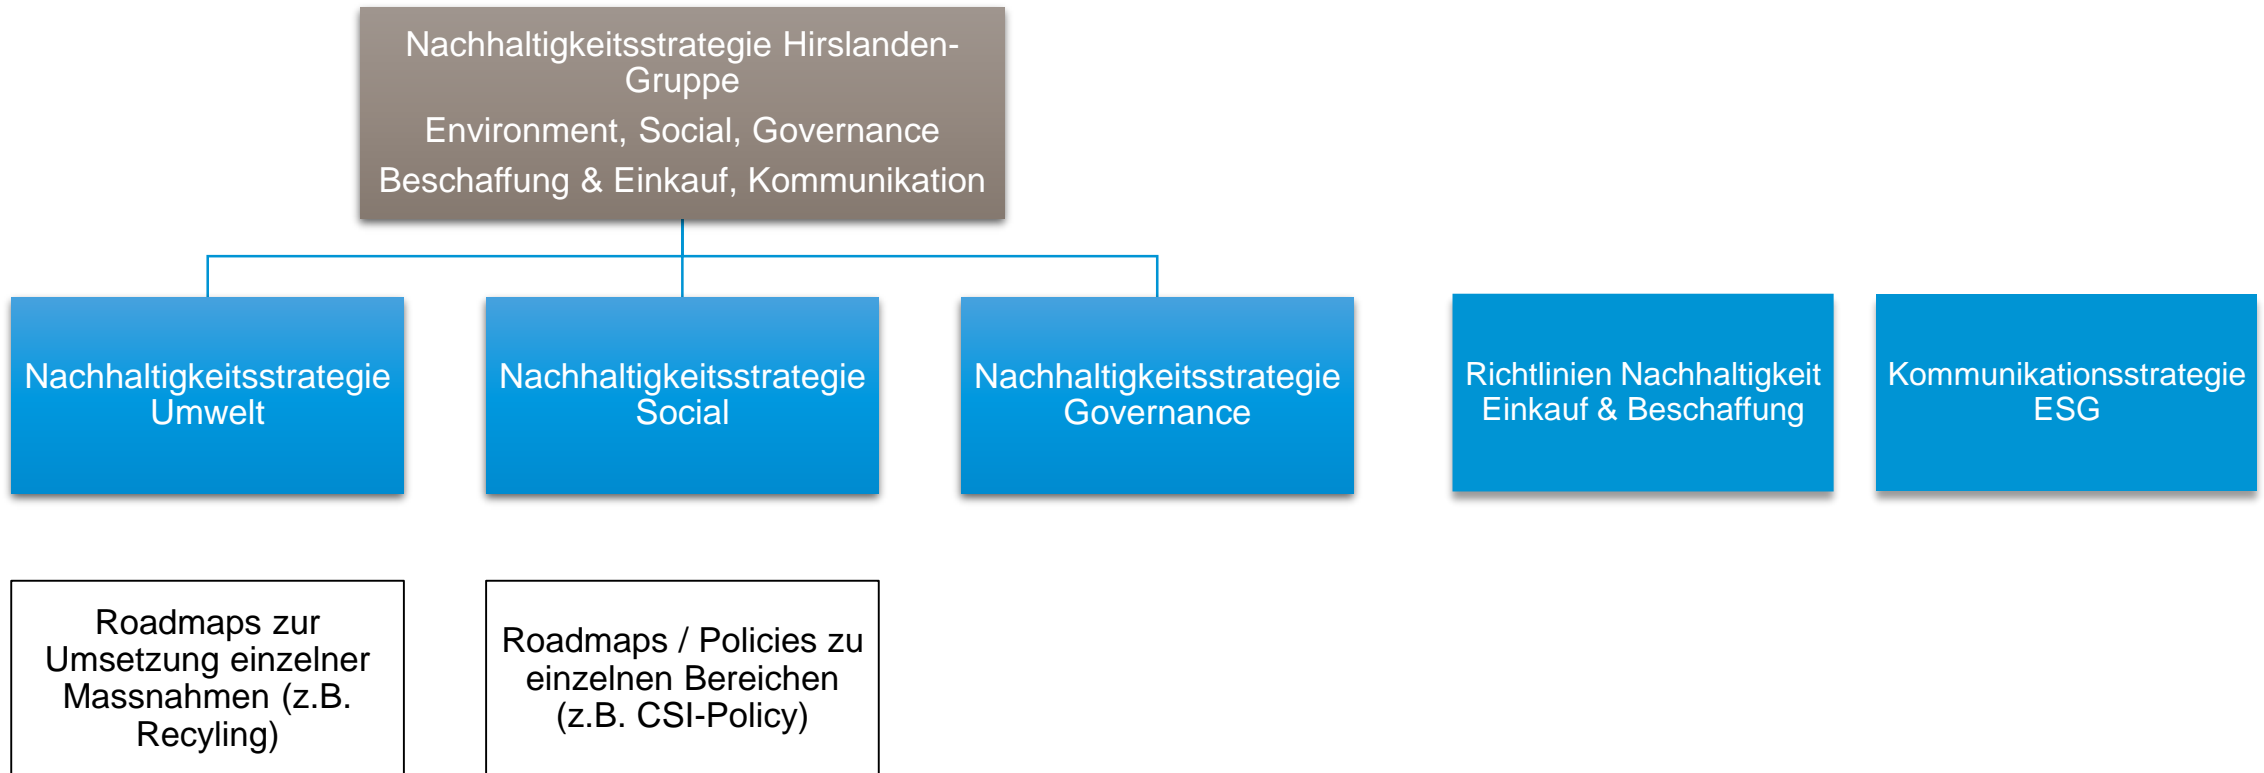 Nachhaltigkeitsstrategie Hirslanden-
Gruppe
Environment, Social, Governance
Beschaffung & Einkauf, Kommunikation
Nachhaltigkeitsstrategie
Umwelt
Nachhaltigkeitsstrategie
Social
Nachhaltigkeitsstrategie
Governance
Richtlinien Nachhaltigkeit
Einkauf & Beschaffung
Kommunikationsstrategie
ESG
Roadmaps zur
Umsetzung einzelner
Massnahmen (z.B.
Recyling)
Roadmaps / Policies zu
einzelnen Bereichen
(z.B. CSI-Policy)